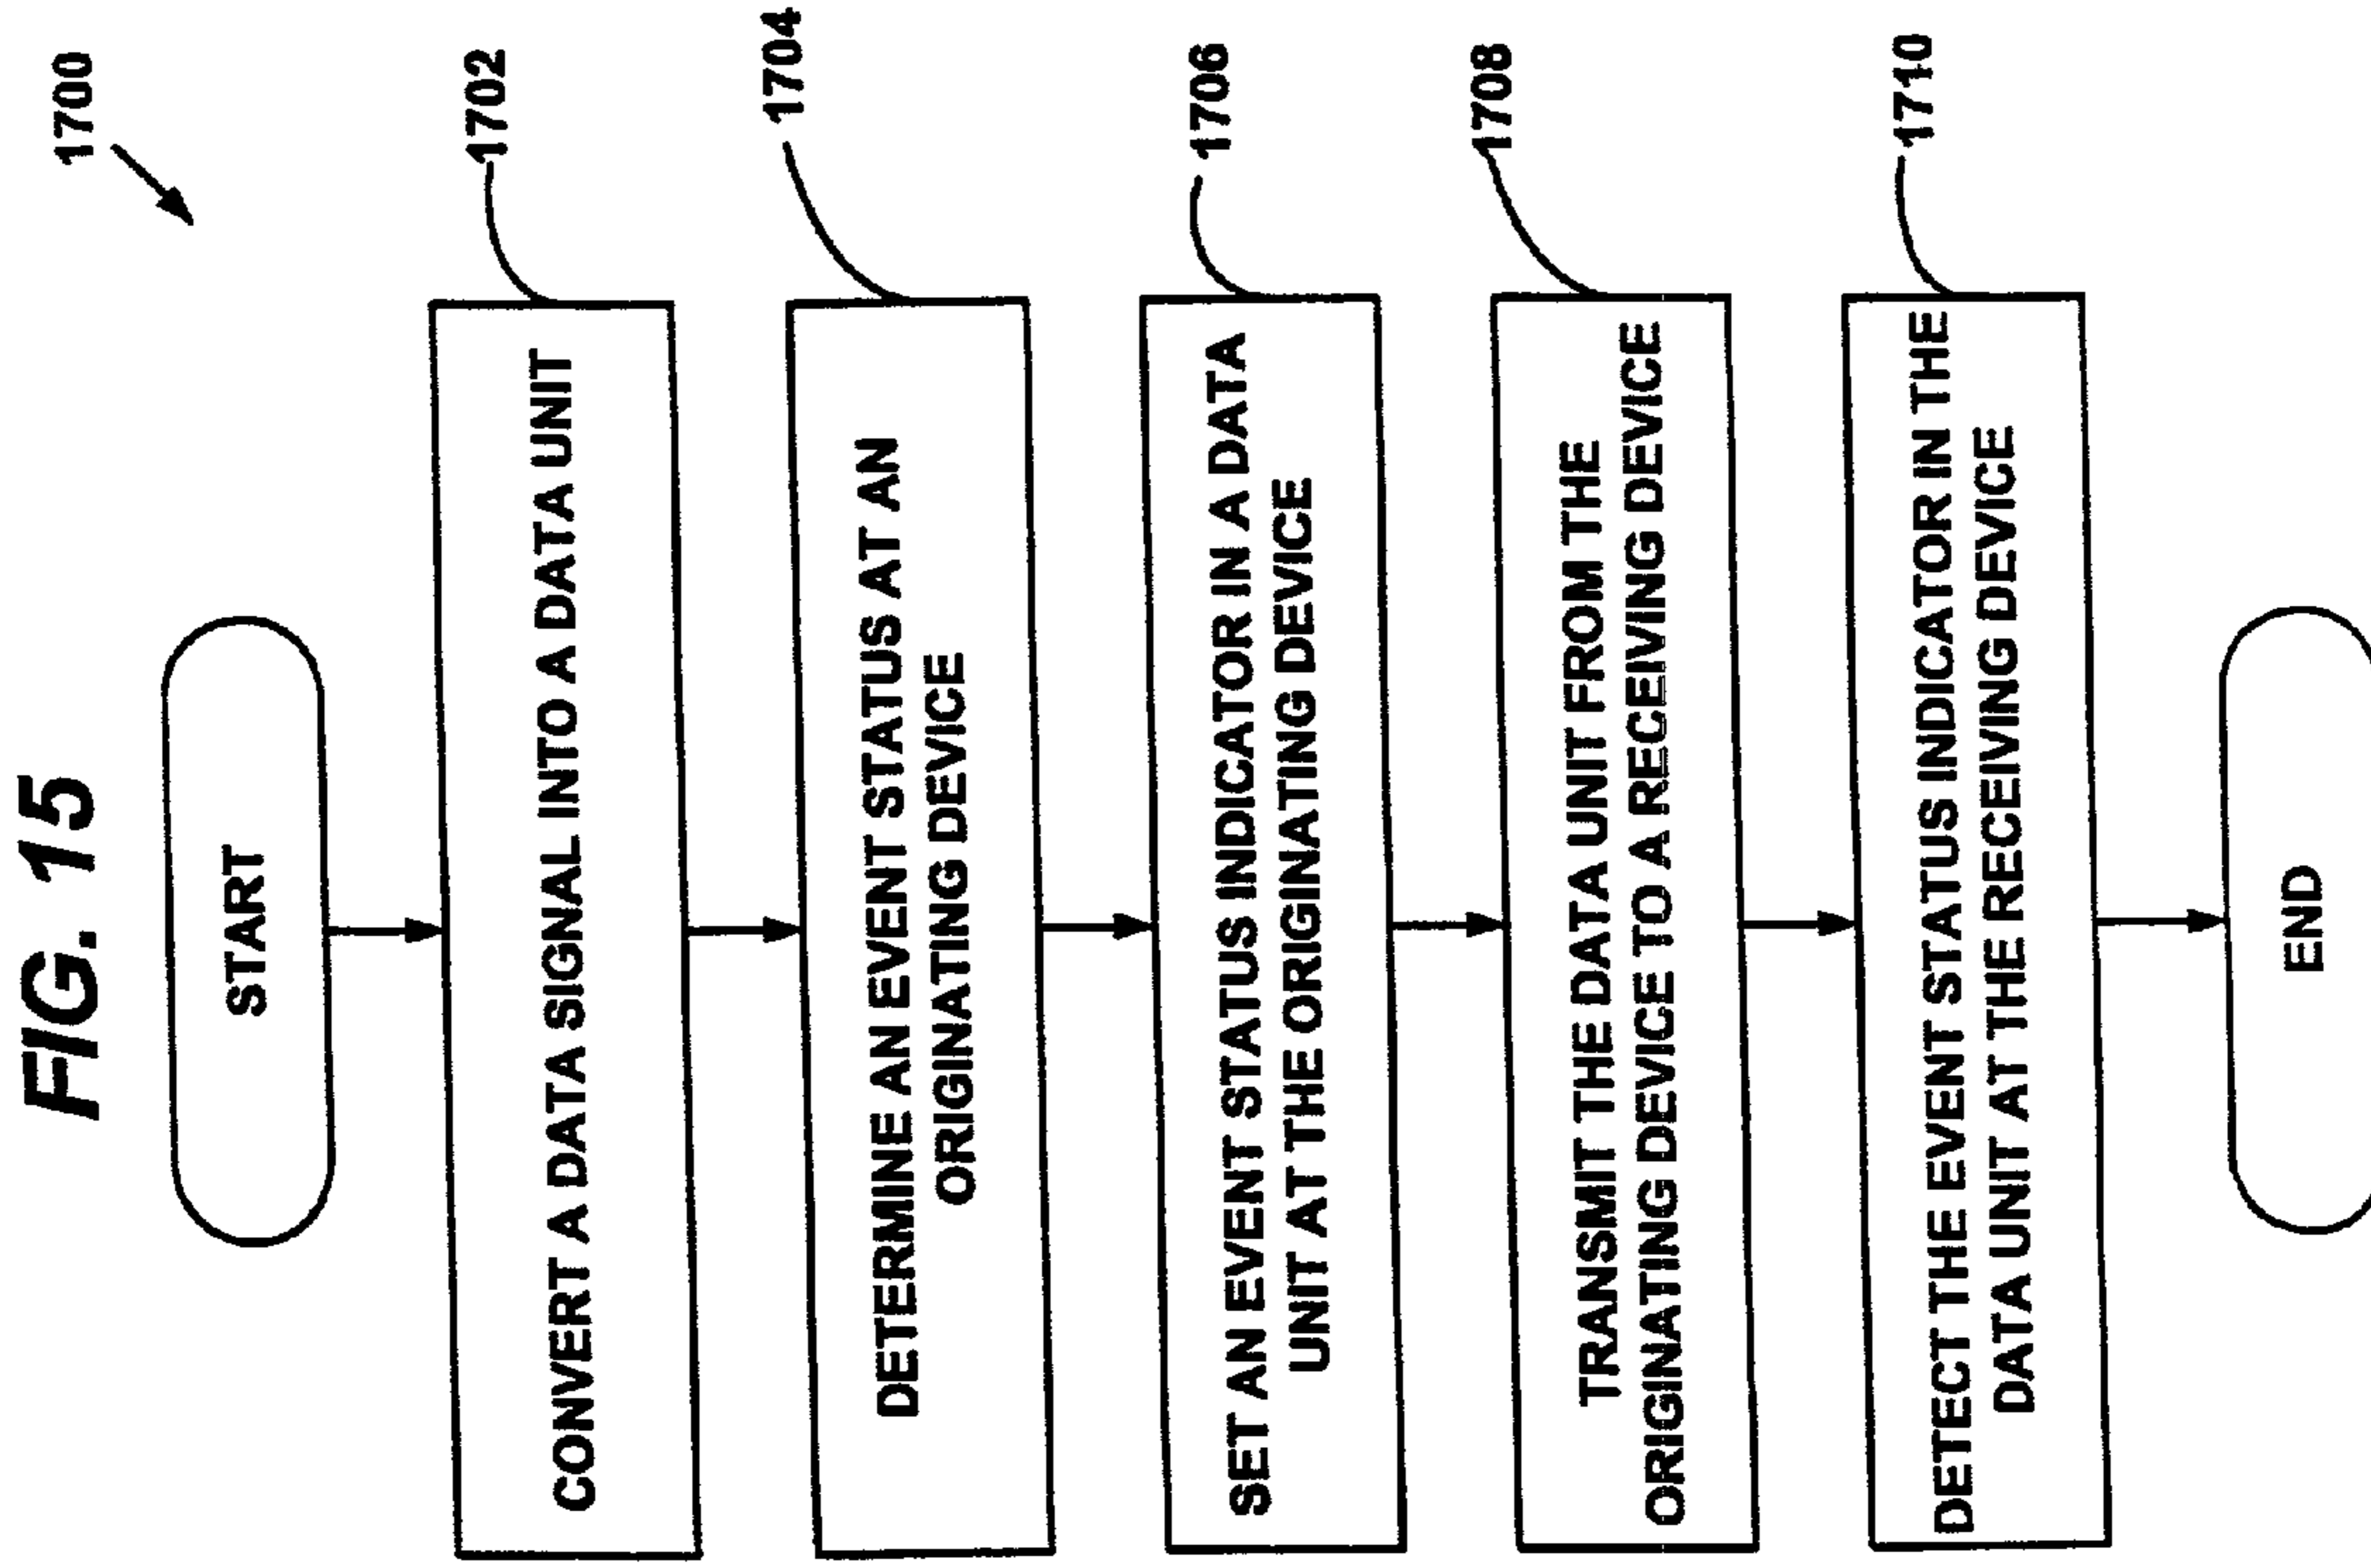 FIG. 15
1700
START
CONVERT A DATA SIGNAL INTO A DATA UNIT
1702
DETERMINE AN EVENT STATUS AT AN
ORIGINATING DEVICE
1704
SET AN EVENT STATUS INDICATOR IN A DATA
UNIT AT THE ORIGINATING DEVICE
1706
TRANSMIT THE DATA UNIT FROM THE
ORIGINATING DEVICE TO A RECEIVING DEVICE
1708
DETECT THE EVENT STATUS INDICATOR IN THE
DATA UNIT AT THE RECEIVING DEVICE
1710
END